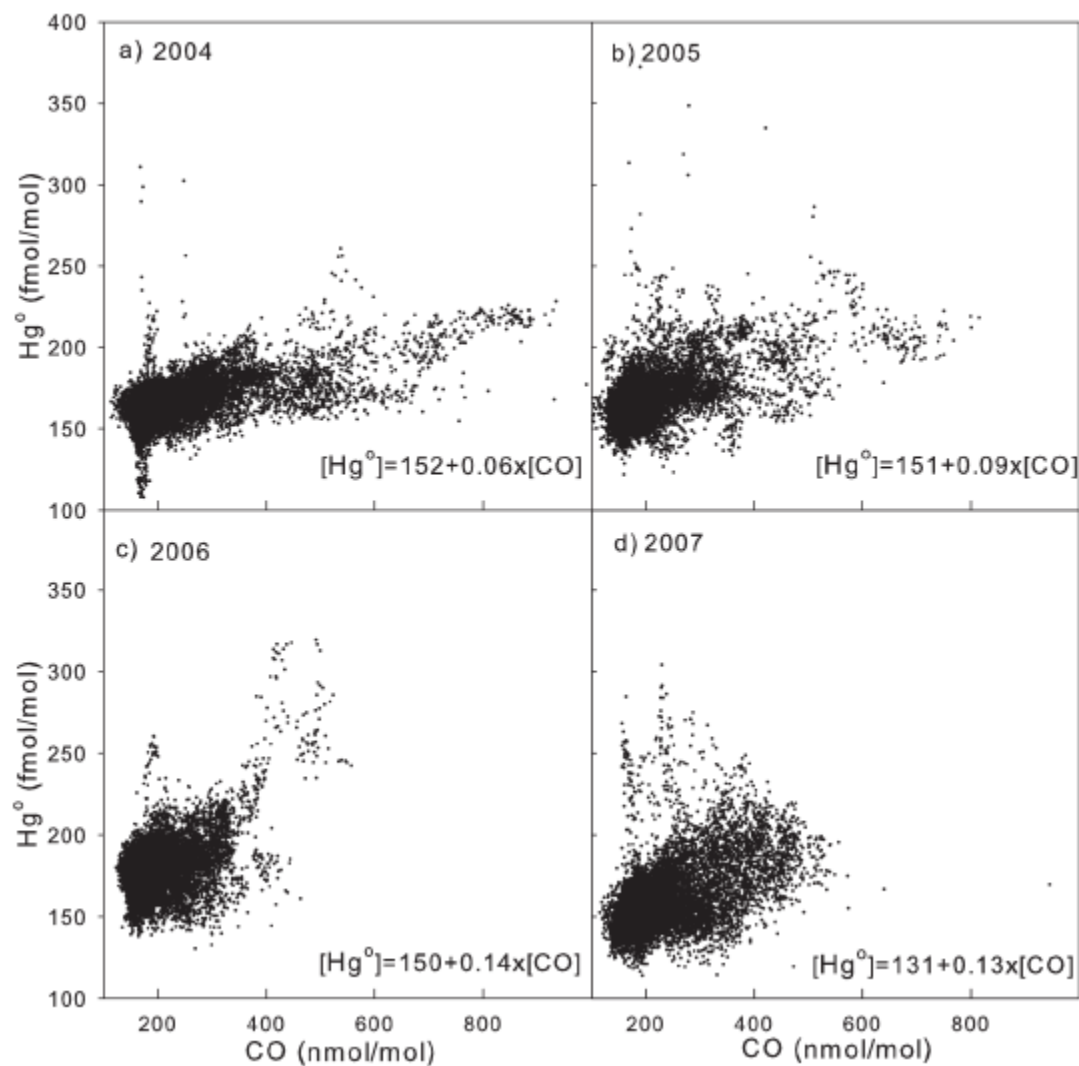 a) 2004
b) 2005
400
350
300
250
200
150
100
Hg° (fmol/mol)
[Hg°]=152+0.06x[CO]
[Hg°]=151+0.09x[CO]
c) 2006
d) 2007
350
300
250
200
150
100
Hg° (fmol/mol)
[Hg°]=150+0.14x[CO]
[Hg°]=131+0.13x[CO]
200 400 600 800
200 400 600 800
CO (nmol/mol)
CO (nmol/mol)